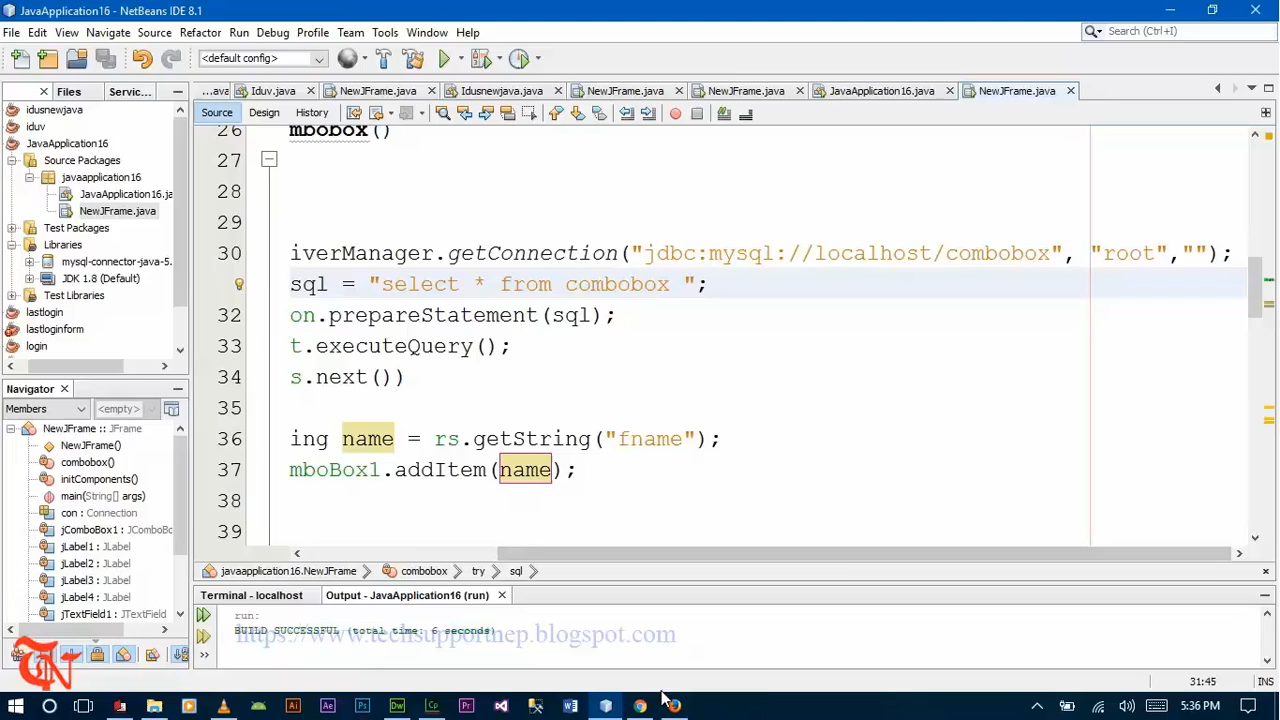 JavaApplication16 - NetBeans IDE 8.1
File Edit View Navigate Source Refactor Run Debug Profile Team Tools Window Help
Search (Ctrl+I)
<default config>
Files Servic...
...ava Iduv.java NewJFrame.java Idusnewjava.java NewJFrame.java NewJFrame.java JavaApplication16.java NewJFrame.java
Source Design History
idusnewjava
iduv
JavaApplication16
Source Packages
javaapplication16
JavaApplication16.ja
NewJFrame.java
Test Packages
Libraries
mysql-connector-java-5.
JDK 1.8 (Default)
Test Libraries
lastlogin
lastloginform
login
26 mbobox()
27
28
29
30 iverManager.getConnection("jdbc:mysql://localhost/combobox", "root","");
sql = "select * from combobox ";
32 on.prepareStatement(sql);
33 t.executeQuery();
34 s.next())
35
36 ing name = rs.getString("fname");
37 mboBox1.addItem(name);
38
39
Navigator
Members <empty>
NewJFrame :: JFrame
NewJFrame()
combobox()
initComponents()
main(String[] args)
con : Connection
jComboBox1 : JComboBo
jLabel1 : JLabel
jLabel2 : JLabel
jLabel3 : JLabel
jLabel4 : JLabel
jTextField1 : JTextField
javaapplication16.NewJFrame combobox try sql
Terminal - localhost Output - JavaApplication16 (run)
run:
BUILD SUCCESSFUL (total time: 6 seconds)
https://www.techsupportnep.blogspot.com
TN
31:45 INS
Ai Ae Ps Dw Cp Pr
5:36 PM